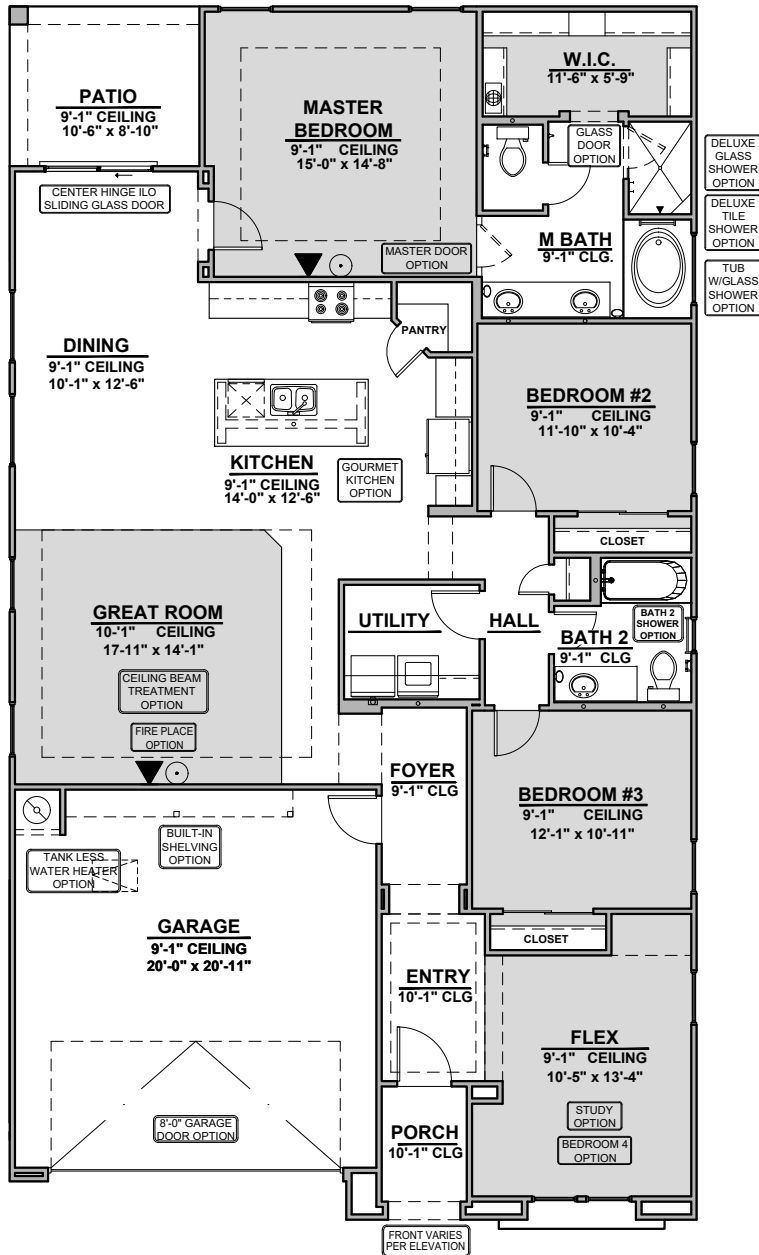 PATIO
9'-1" CEILING
10'-6" x 8'-10"
MASTER
BEDROOM
9'-1" CEILING
15'-0" x 14'-8"
W.I.C.
11'-6" x 5'-9"
GLASS
DOOR
OPTION
DELUXE
GLASS
SHOWER
OPTION
DELUXE
TILE
SHOWER
OPTION
TUB
W/GLASS
SHOWER
OPTION
CENTER HINGE ILO
SLIDING GLASS DOOR
MASTER DOOR
OPTION
M BATH
9'-1" CLG.
PANTRY
DINING
9'-1" CEILING
10'-1" x 12'-6"
BEDROOM #2
9'-1" CEILING
11'-10" x 10'-4"
KITCHEN
9'-1" CEILING
14'-0" x 12'-6"
GOURMET
KITCHEN
OPTION
CLOSET
GREAT ROOM
10-'1" CEILING
17-11" x 14'-1"
CEILING BEAM
TREATMENT
OPTION
FIRE PLACE
OPTION
UTILITY
HALL
BATH 2
9'-1" CLG
BATH 2
SHOWER
OPTION
FOYER
9'-1" CLG
BEDROOM #3
9'-1" CEILING
12'-1" x 10'-11"
BUILT-IN
SHELVING
OPTION
TANK LESS
WATER HEATER
OPTION
GARAGE
9'-1" CEILING
20'-0" x 20'-11"
CLOSET
ENTRY
10'-1" CLG
FLEX
9'-1" CEILING
10'-5" x 13'-4"
STUDY
OPTION
BEDROOM 4
OPTION
8'-0" GARAGE
DOOR OPTION
PORCH
10'-1" CLG
FRONT VARIES
PER ELEVATION